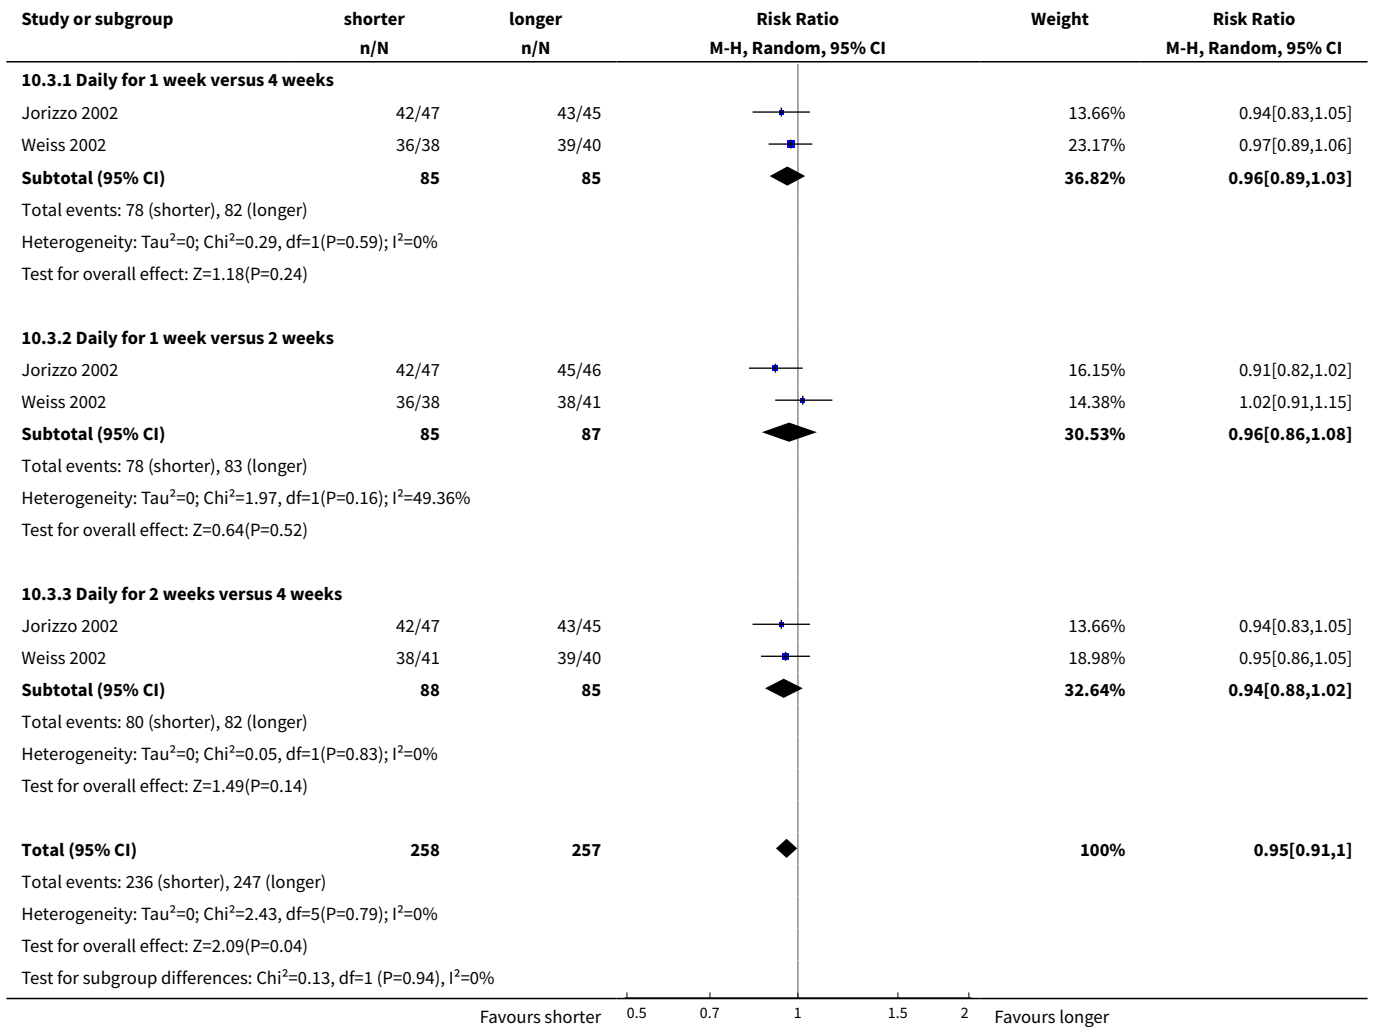 Study or subgroup shorter longer Risk Ratio Weight Risk Ratio
n/N n/N M-H, Random, 95% CI M-H, Random, 95% CI
10.3.1 Daily for 1 week versus 4 weeks
Jorizzo 2002 42/47 43/45 13.66% 0.94[0.83,1.05]
Weiss 2002 36/38 39/40 23.17% 0.97[0.89,1.06]
Subtotal (95% CI) 85 85 36.82% 0.96[0.89,1.03]
Total events: 78 (shorter), 82 (longer)
Heterogeneity: Tau²=0; Chi²=0.29, df=1(P=0.59); I²=0%
Test for overall effect: Z=1.18(P=0.24)
10.3.2 Daily for 1 week versus 2 weeks
Jorizzo 2002 42/47 45/46 16.15% 0.91[0.82,1.02]
Weiss 2002 36/38 38/41 14.38% 1.02[0.91,1.15]
Subtotal (95% CI) 85 87 30.53% 0.96[0.86,1.08]
Total events: 78 (shorter), 83 (longer)
Heterogeneity: Tau²=0; Chi²=1.97, df=1(P=0.16); I²=49.36%
Test for overall effect: Z=0.64(P=0.52)
10.3.3 Daily for 2 weeks versus 4 weeks
Jorizzo 2002 42/47 43/45 13.66% 0.94[0.83,1.05]
Weiss 2002 38/41 39/40 18.98% 0.95[0.86,1.05]
Subtotal (95% CI) 88 85 32.64% 0.94[0.88,1.02]
Total events: 80 (shorter), 82 (longer)
Heterogeneity: Tau²=0; Chi²=0.05, df=1(P=0.83); I²=0%
Test for overall effect: Z=1.49(P=0.14)
Total (95% CI) 258 257 100% 0.95[0.91,1]
Total events: 236 (shorter), 247 (longer)
Heterogeneity: Tau²=0; Chi²=2.43, df=5(P=0.79); I²=0%
Test for overall effect: Z=2.09(P=0.04)
Test for subgroup differences: Chi²=0.13, df=1 (P=0.94), I²=0%
Favours shorter 0.5 0.7 1 1.5 2 Favours longer